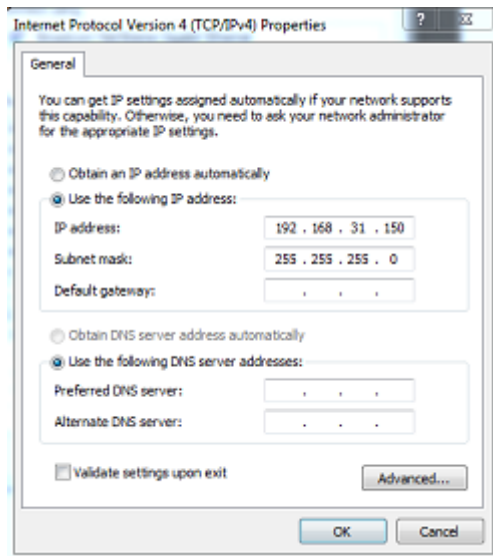 Internet Protocol Version 4 (TCP/IPv4) Properties
General
You can get IP settings assigned automatically if your network supports
this capability. Otherwise, you need to ask your network administrator
for the appropriate IP settings.
Obtain an IP address automatically
Use the following IP address:
IP address: 192 . 168 . 31 . 150
Subnet mask: 255 . 255 . 255 . 0
Default gateway: . . .
Obtain DNS server address automatically
Use the following DNS server addresses:
Preferred DNS server: . . .
Alternate DNS server: . . .
Validate settings upon exit
Advanced...
OK Cancel